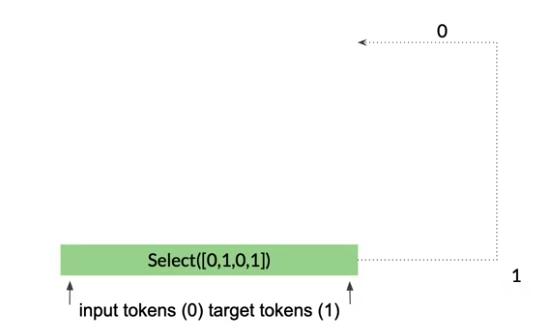 0
Select([0,1,0,1])
1
input tokens (0) target tokens (1)